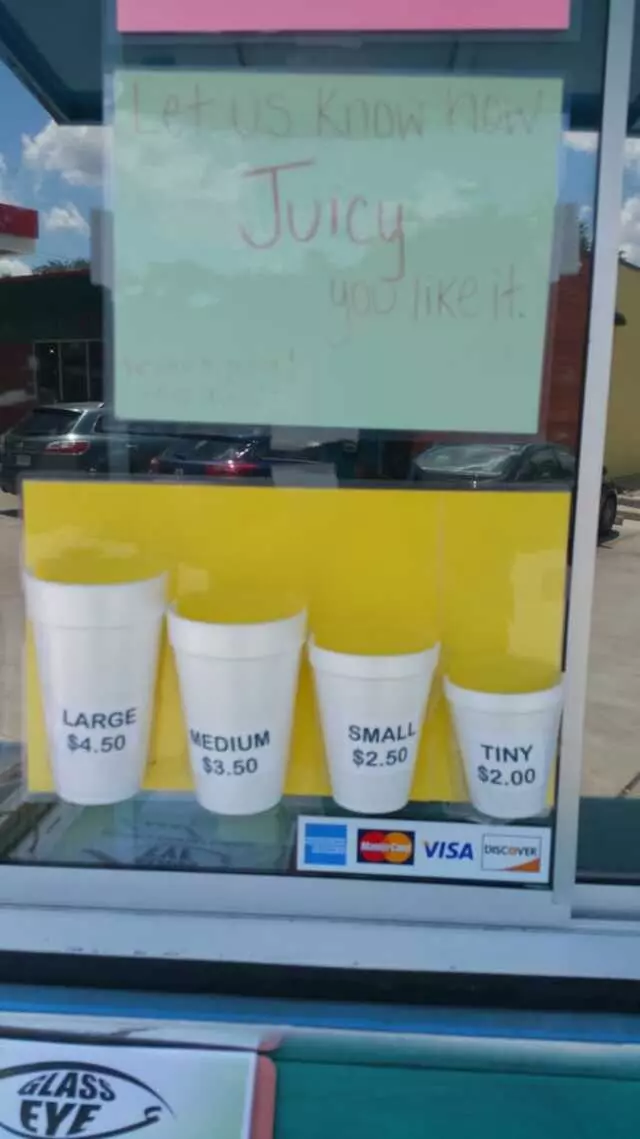 Let us know how
Juicy
you like it.
LARGE
$4.50
MEDIUM
$3.50
SMALL
$2.50
TINY
$2.00
MasterCard
VISA
DISCOVER
GLASS
EYE